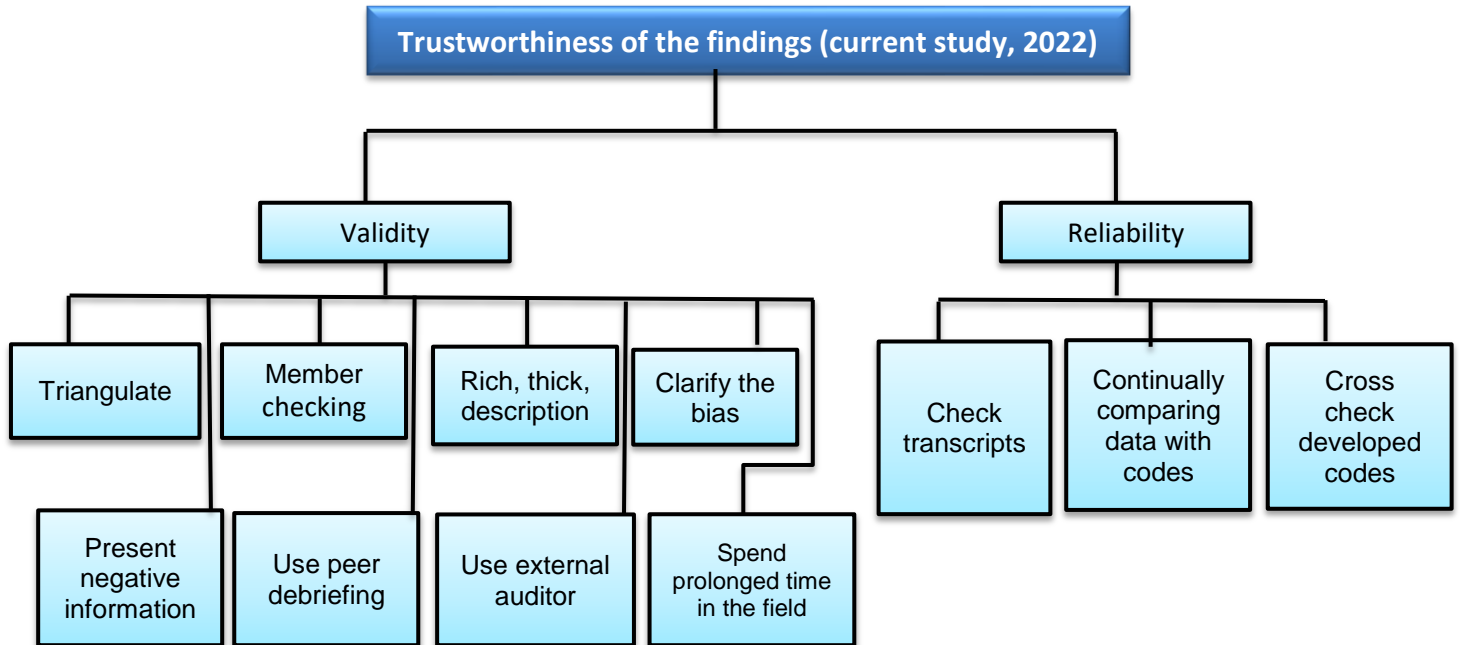 Trustworthiness of the findings (current study, 2022)
Validity
Reliability
Triangulate
Member
checking
Rich, thick,
description
Clarify the
bias
Check
transcripts
Continually
comparing
data with
codes
Cross
check
developed
codes
Present
negative
information
Use peer
debriefing
Use external
auditor
Spend
prolonged time
in the field